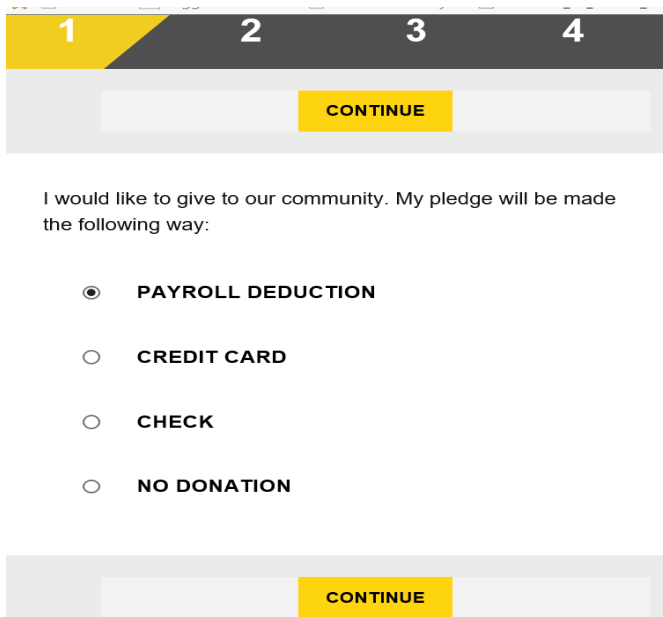 1 2 3 4
CONTINUE
I would like to give to our community. My pledge will be made
the following way:
PAYROLL DEDUCTION
CREDIT CARD
CHECK
NO DONATION
CONTINUE